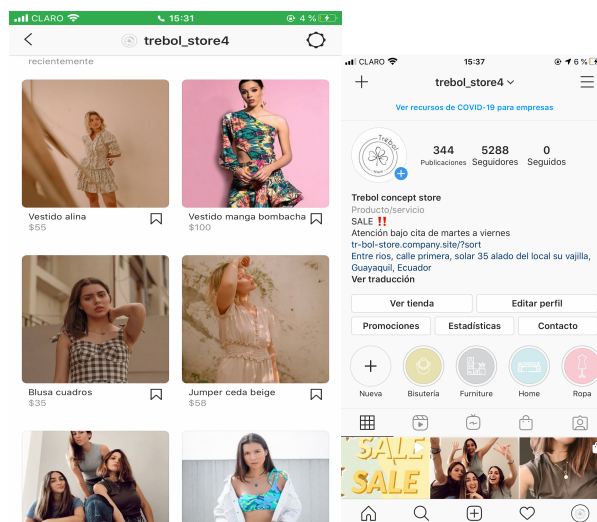 CLARO 15:31 4 %
trebol_store4
recientemente
Vestido alina
$55
Vestido manga bombacha
$100
Blusa cuadros
$35
Jumper ceda beige
$58
CLARO 15:37 6 %
trebol_store4
Ver recursos de COVID-19 para empresas
Trebol
344 5288 0
Publicaciones Seguidores Seguidos
Trebol concept store
Producto/servicio
SALE ‼️
Atención bajo cita de martes a viernes
tr-bol-store.company.site/?sort
Entre rios, calle primera, solar 35 alado del local su vajilla,
Guayaquil, Ecuador
Ver traducción
Ver tienda Editar perfil
Promociones Estadísticas Contacto
Nueva Bisutería Furniture Home Ropa
SALE
SALE